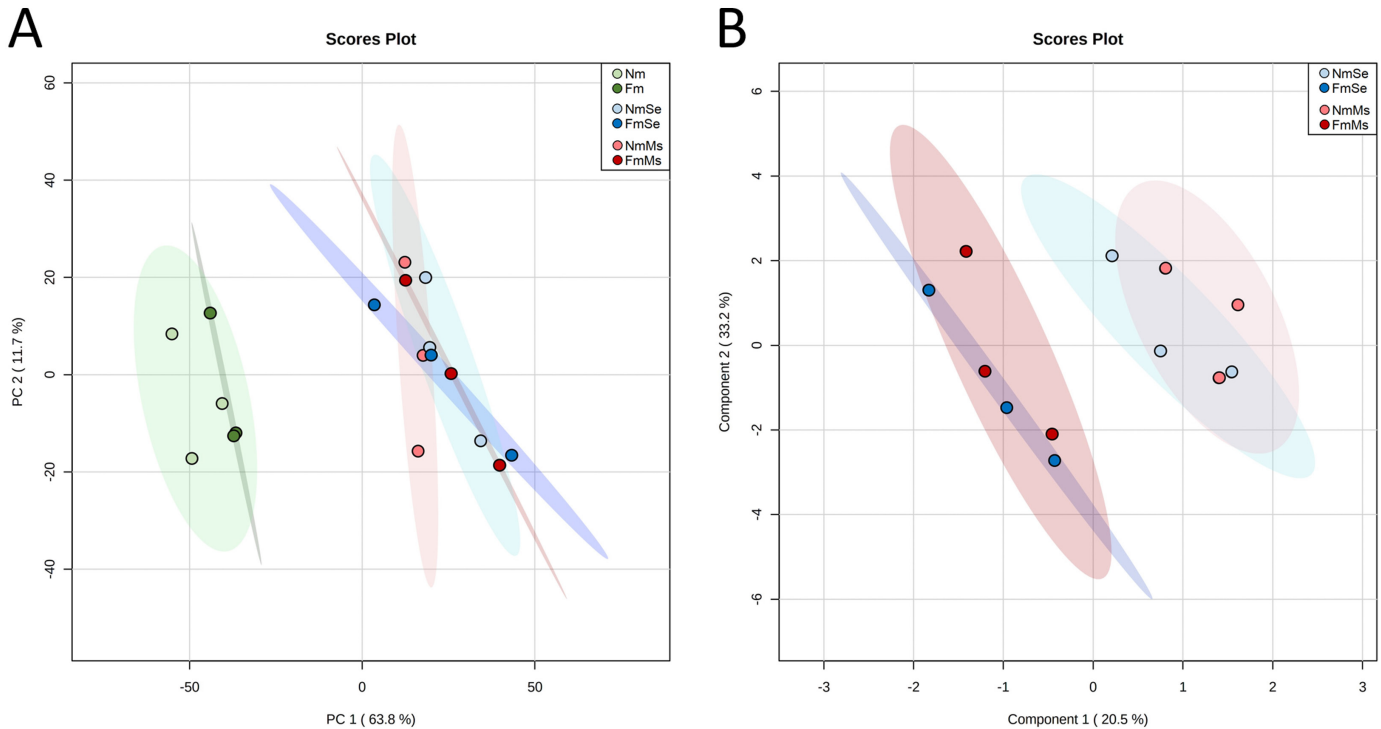 A
Scores Plot
60
40
20
0
20
-40
-50
0
50
PC 2 ( 11.7 %)
PC 1 ( 63.8 %)
Nm
Fm
NmSe
FmSe
NmMs
FmMs
B
Scores Plot
6
4
2
0
2
-4
-6
-3
-2
-1
0
1
2
3
Component 2 ( 33.2 %)
Component 1 ( 20.5 %)
NmSe
FmSe
NmMs
FmMs